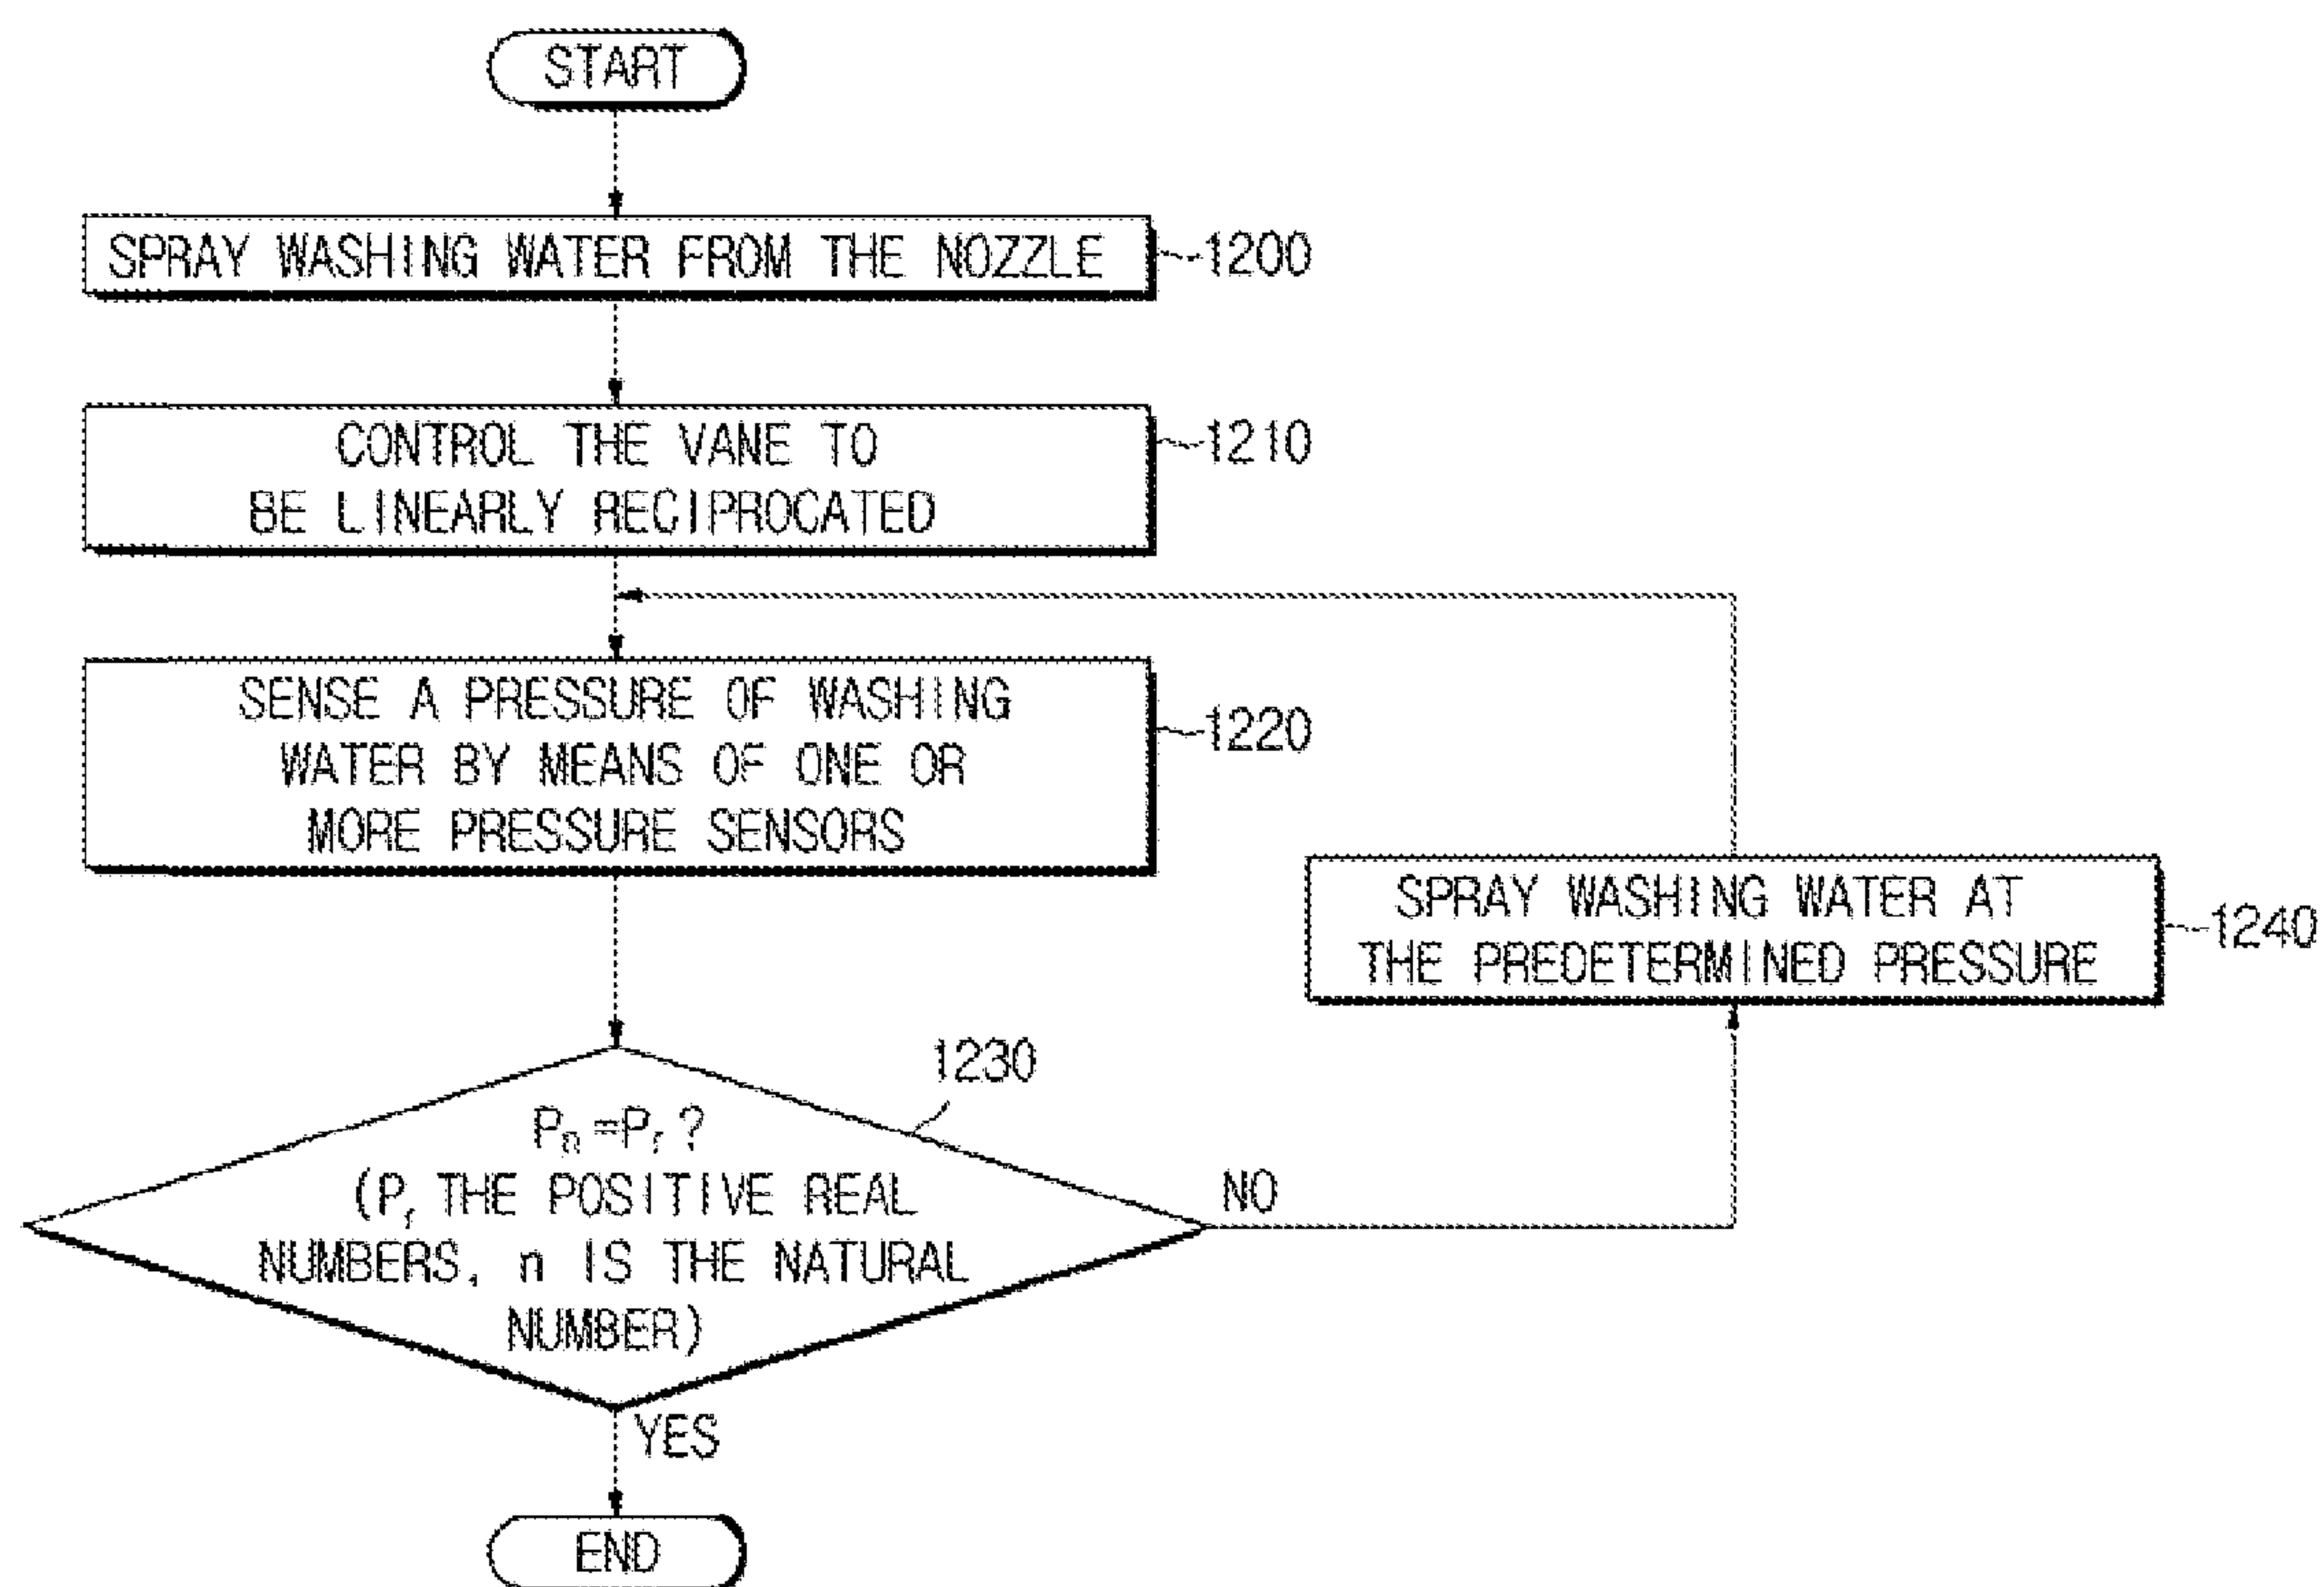 START
SPRAY WASHING WATER FROM THE NOZZLE
1200
CONTROL THE VANE TO
BE LINEARLY RECIPROCATED
1210
SENSE A PRESSURE OF WASHING
WATER BY MEANS OF ONE OR
MORE PRESSURE SENSORS
1220
SPRAY WASHING WATER AT
THE PREDETERMINED PRESSURE
1240
1230
Pn=Pr?
(Pr THE POSITIVE REAL
NUMBERS, n IS THE NATURAL
NUMBER)
NO
YES
END